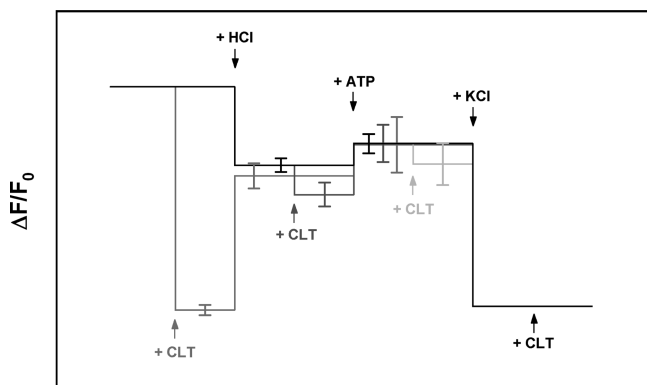 + HCl
+ ATP
+ KCl
ΔF/F0
+ CLT
+ CLT
+ CLT
+ CLT